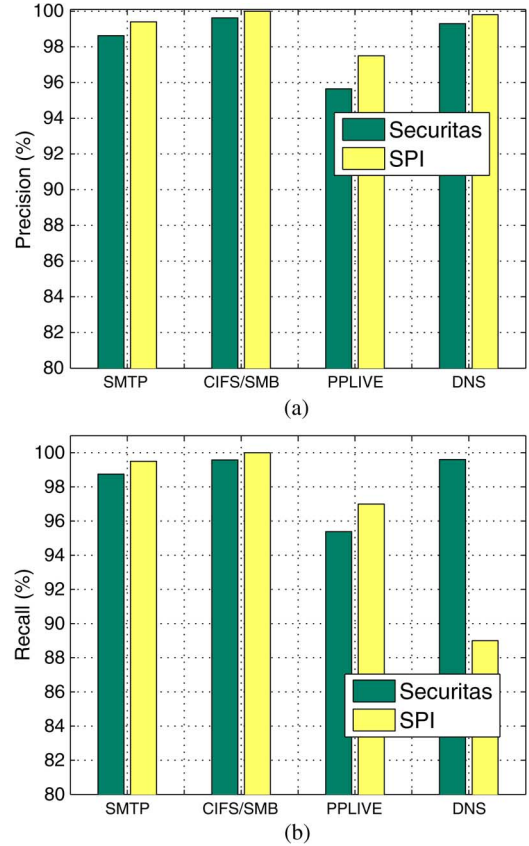 100
98
96
94
92
90
88
86
84
82
80
Precision (%)
Securitas
SPI
SMTP CIFS/SMB PPLIVE DNS
(a)
100
98
96
94
92
90
88
86
84
82
80
Recall (%)
Securitas
SPI
SMTP CIFS/SMB PPLIVE DNS
(b)